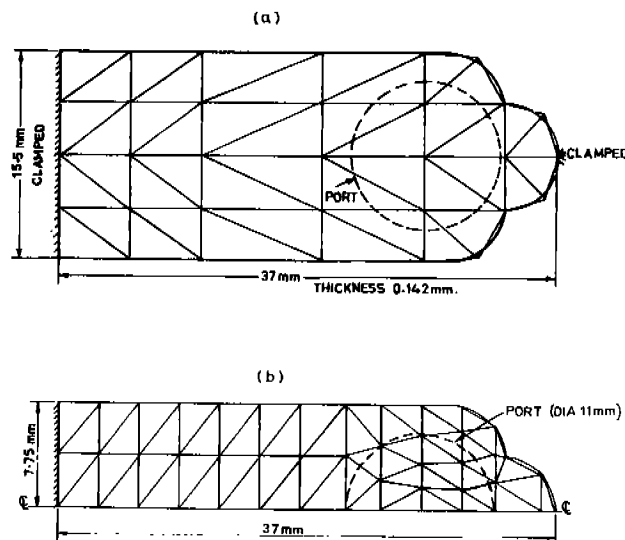 (a)
15·5 mm
CLAMPED
PORT
CLAMPED
37mm
THICKNESS 0·142mm.
(b)
7·75 mm
PORT (DIA 11mm)
℄
℄
37mm